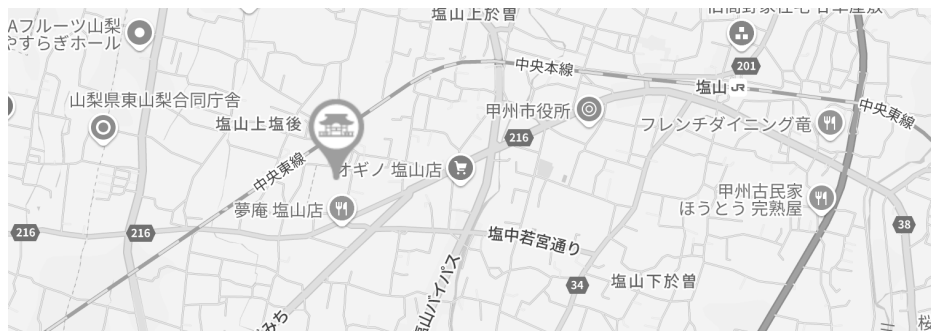 塩山上於曽
Aフルーツ山梨
やすらぎホール
201
中央本線
塩山
JR
山梨県東山梨合同庁舎
塩山上塩後
甲州市役所
中央東線
フレンチダイニング竜
216
中央東線
オギノ 塩山店
甲州古民家
ほうとう 完熟屋
夢庵 塩山店
216
216
38
塩中若宮通り
塩山バイパス
34
塩山下於曽
みち
桜